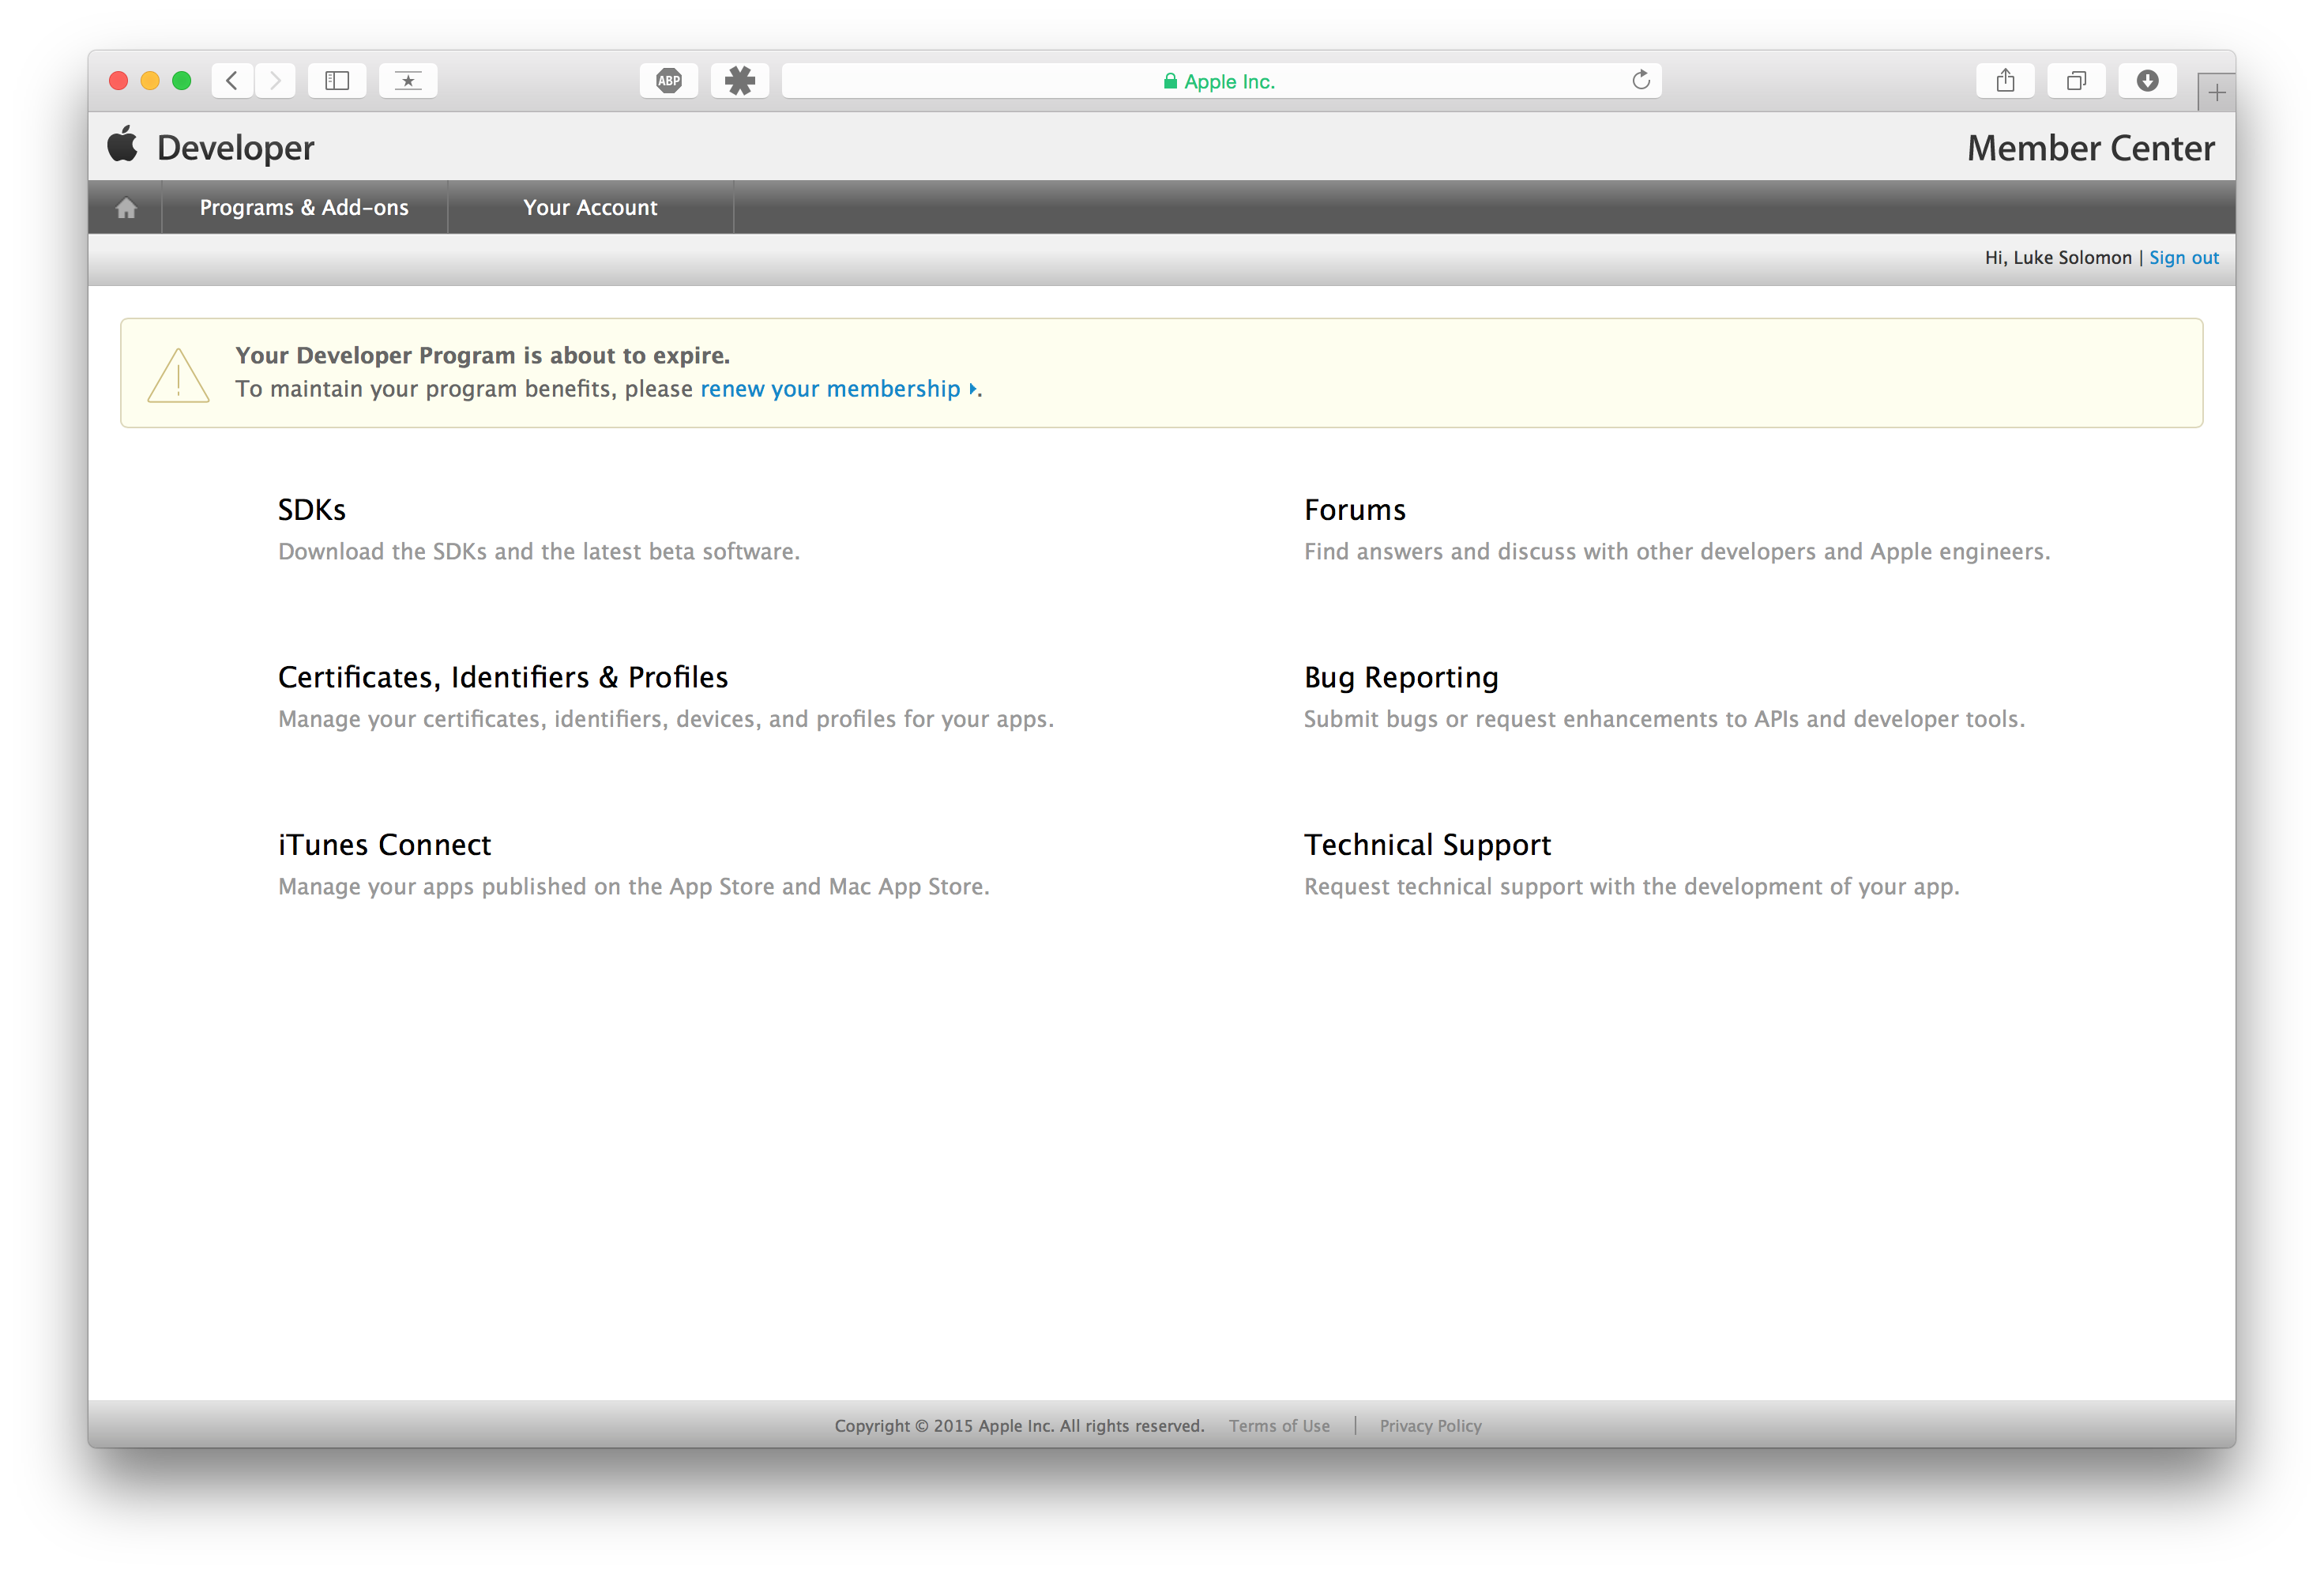 ABP
Apple Inc.
Developer
Member Center
Programs & Add-ons
Your Account
Hi, Luke Solomon | Sign out
Your Developer Program is about to expire.
To maintain your program benefits, please renew your membership.
SDKs
Download the SDKs and the latest beta software.
Forums
Find answers and discuss with other developers and Apple engineers.
Certificates, Identifiers & Profiles
Manage your certificates, identifiers, devices, and profiles for your apps.
Bug Reporting
Submit bugs or request enhancements to APIs and developer tools.
iTunes Connect
Manage your apps published on the App Store and Mac App Store.
Technical Support
Request technical support with the development of your app.
Copyright © 2015 Apple Inc. All rights reserved. Terms of Use | Privacy Policy